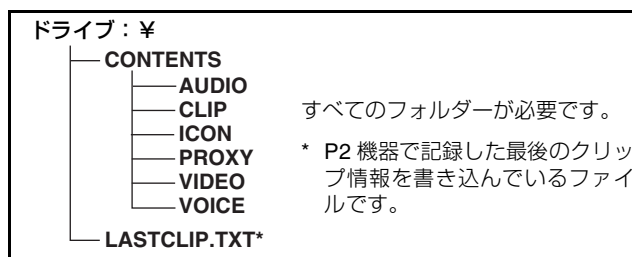 ドライブ：￥
CONTENTS
AUDIO
CLIP
ICON
PROXY
VIDEO
VOICE
LASTCLIP.TXT*
すべてのフォルダーが必要です。
* P2 機器で記録した最後のクリッ
プ情報を書き込んでいるファイ
ルです。